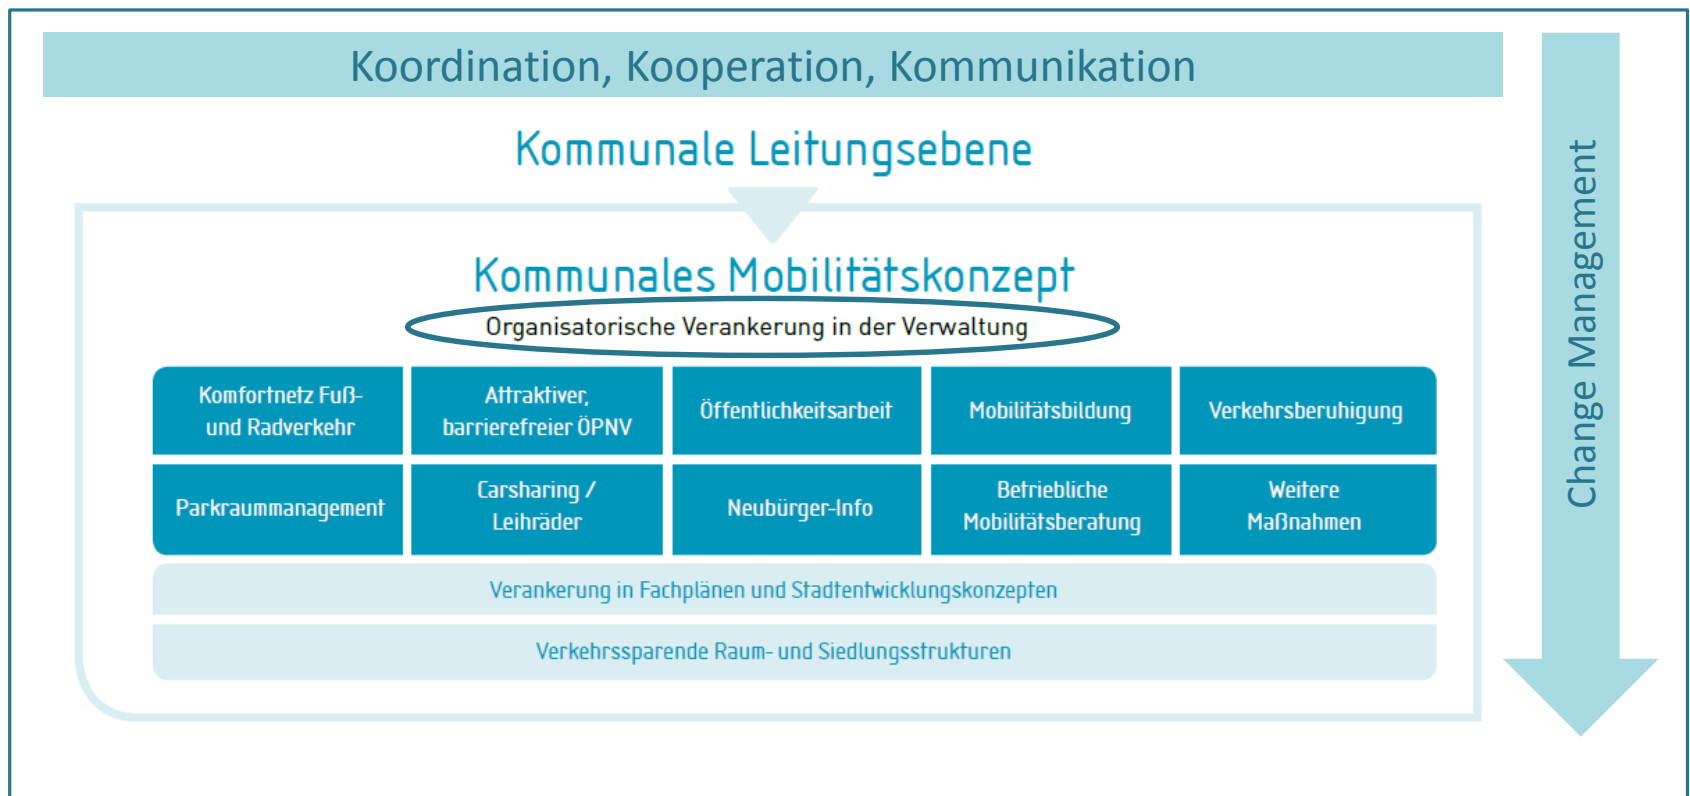 Koordination, Kooperation, Kommunikation
Kommunale Leitungsebene
Kommunales Mobilitätskonzept
Organisatorische Verankerung in der Verwaltung
Komfortnetz Fuß-
und Radverkehr
Attraktiver,
barrierefreier ÖPNV
Öffentlichkeitsarbeit
Mobilitätsbildung
Verkehrsberuhigung
Parkraummanagement
Carsharing /
Leihräder
Neubürger-Info
Betriebliche
Mobilitätsberatung
Weitere
Maßnahmen
Verankerung in Fachplänen und Stadtentwicklungskonzepten
Verkehrssparende Raum- und Siedlungsstrukturen
Change Management